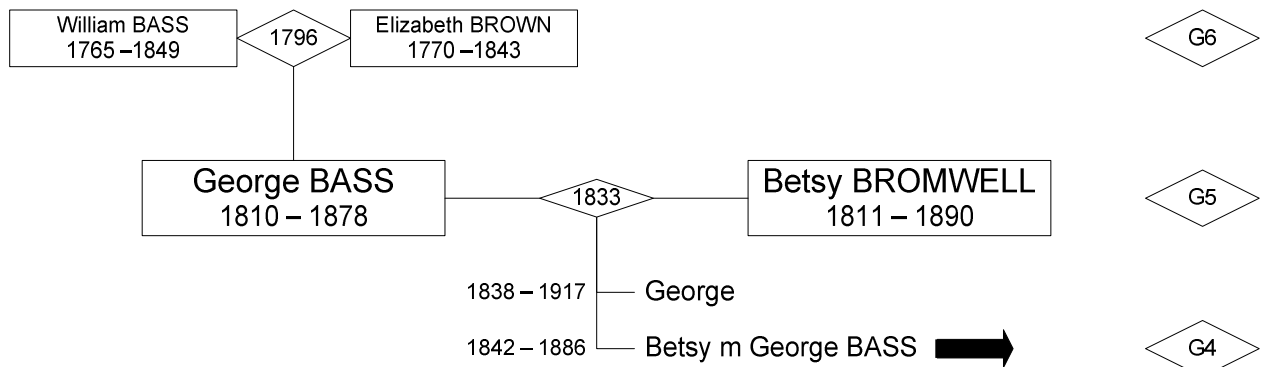 William BASS
1765 –1849
1796
Elizabeth BROWN
1770 –1843
G6
George BASS
1810 – 1878
1833
Betsy BROMWELL
1811 – 1890
G5
1838 – 1917 George
1842 – 1886 Betsy m George BASS
G4